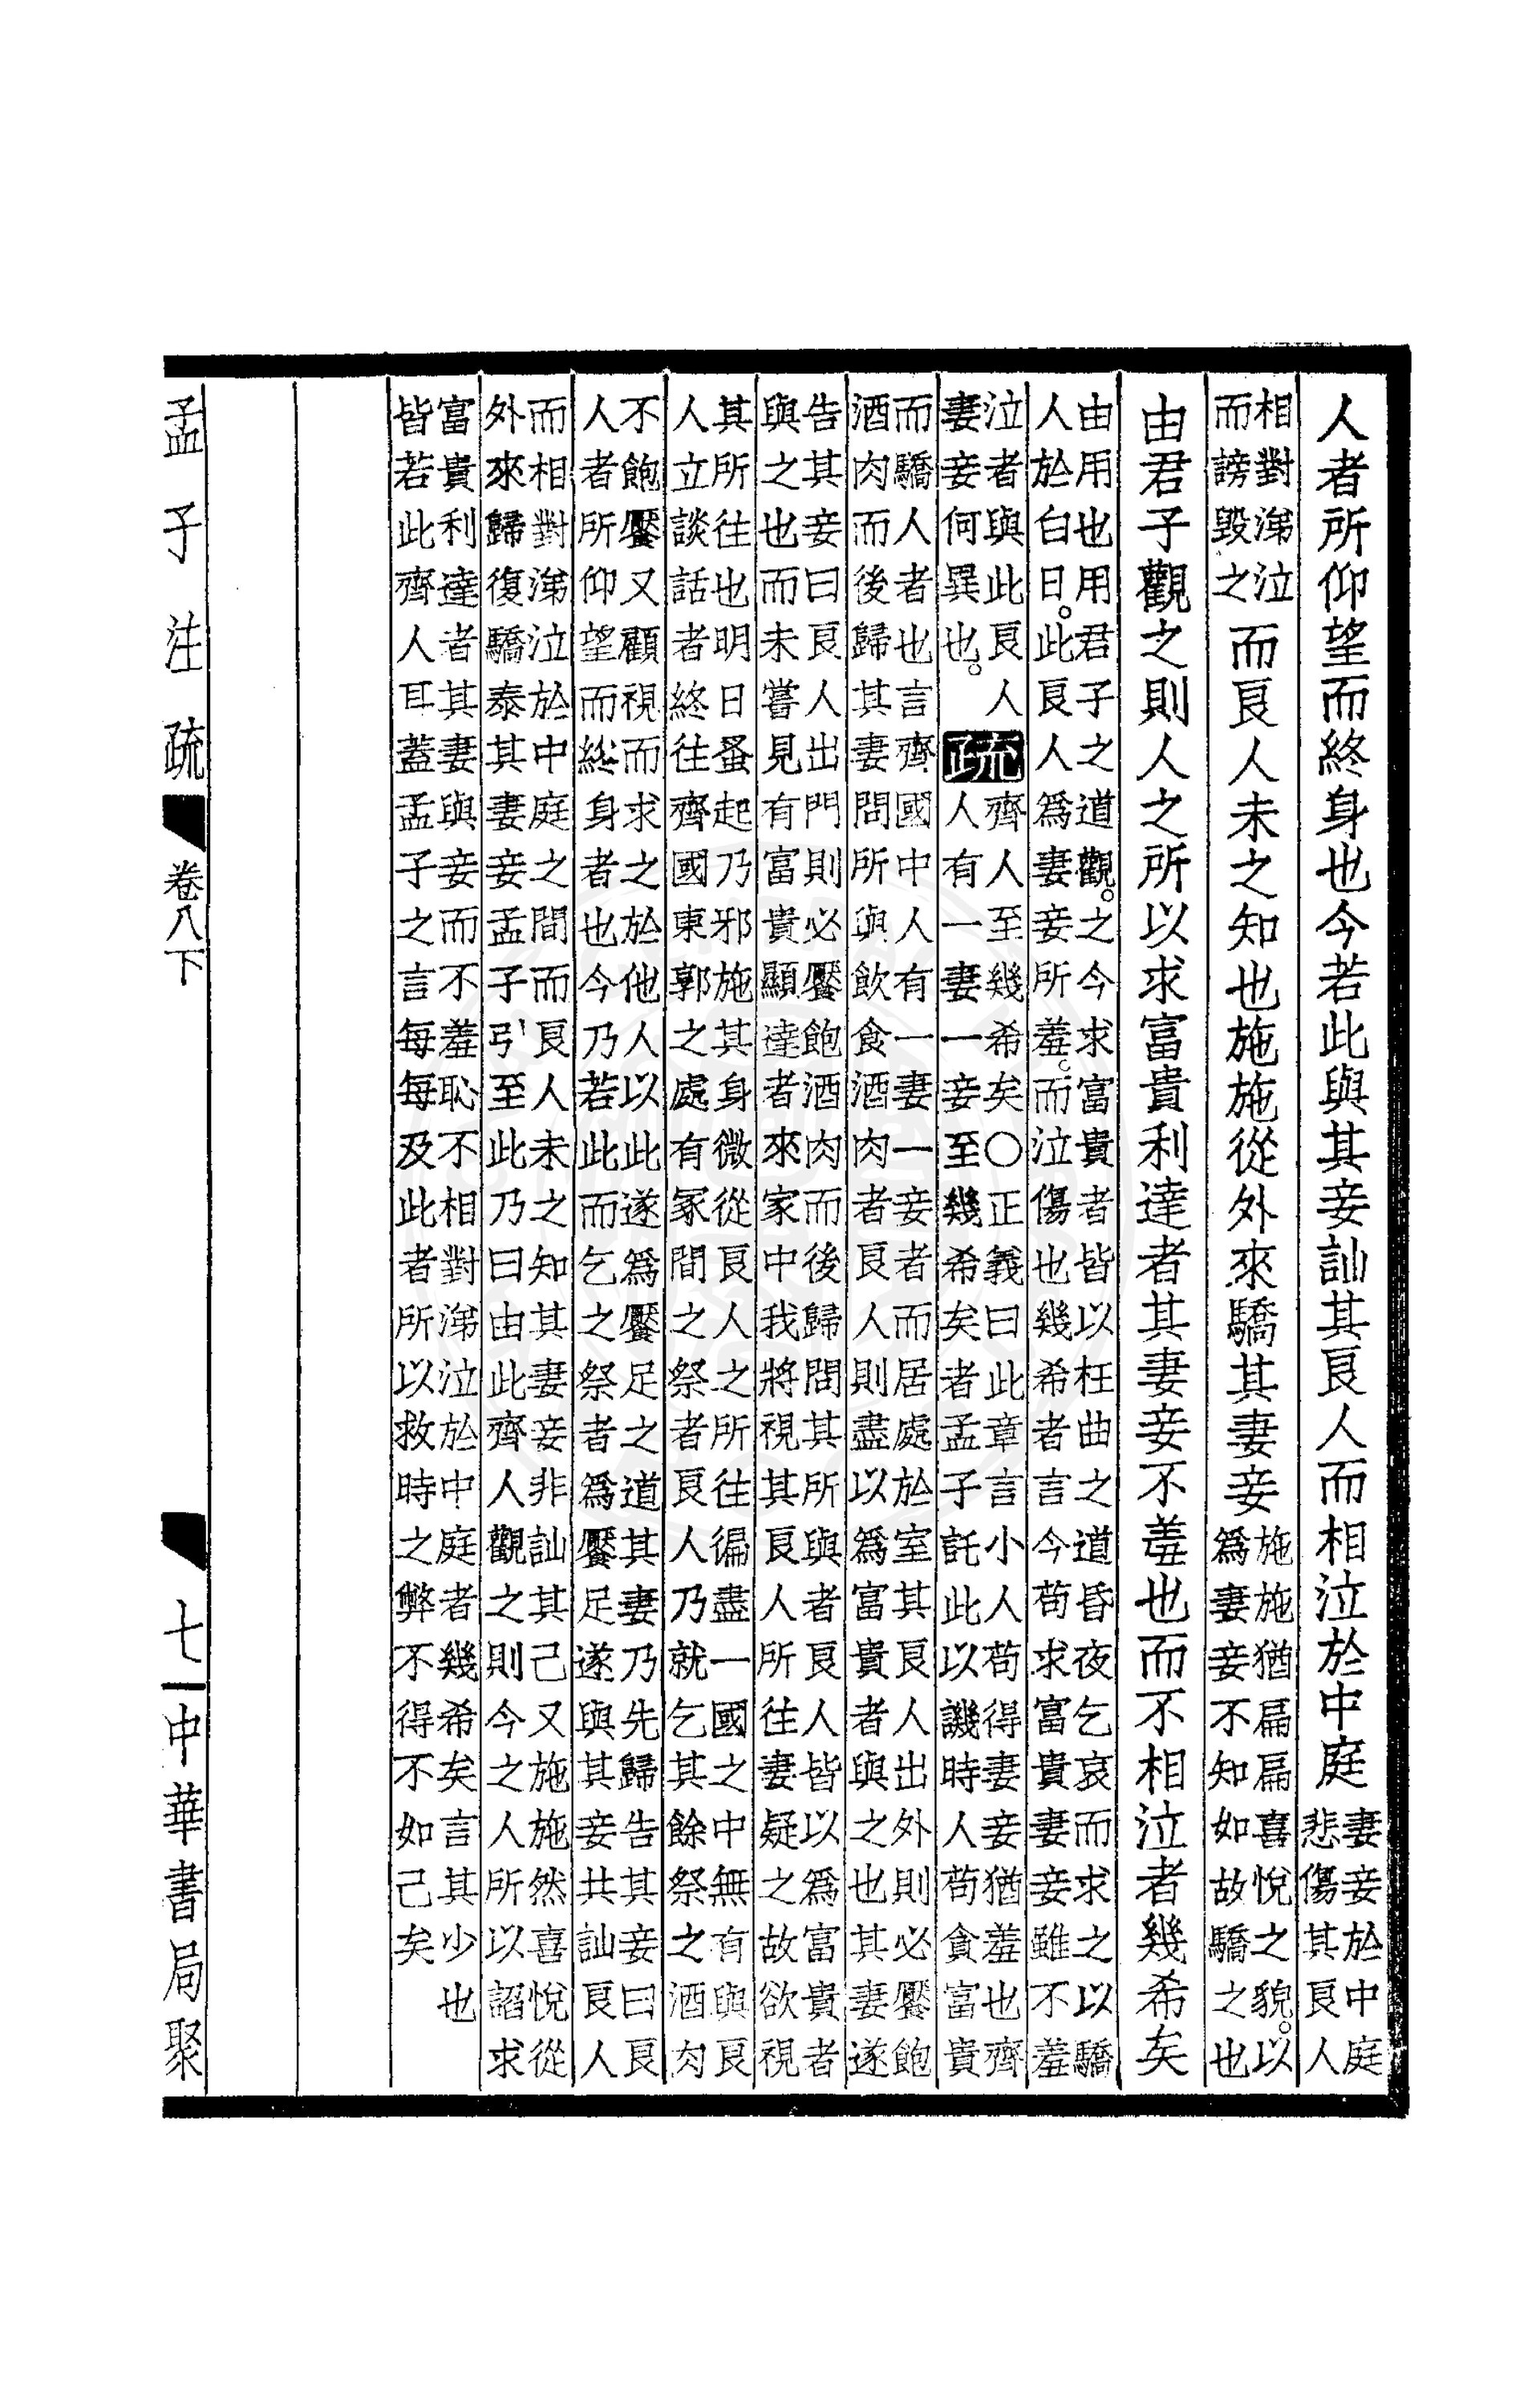 人者所仰望而終身也今若此與其妾訕其良人而相泣於中庭
妻妾於中庭
悲傷其良人
相對涕泣
而謗毀之
而良人未之知也施施從外來驕其妻妾
施施猶扁扁喜悅之貌。以
爲妻妾不知如故驕之也
由君子觀之則人之所以求富貴利達者其妻妾不羞也而不相泣者幾希矣
由用也用君子之道觀。之今求富貴者皆以枉曲之道昏夜乞哀而求之以驕
人於白日。此良人爲妻妾所羞。而泣傷也幾希者言今苟求富貴妻妾雖不羞
泣者與此良人
妻妾何異也。
疏
齊人至幾希矣○正義曰此章言小人苟得妻妾猶羞也齊
人有一妻一妾至幾希矣者孟子託此以譏時人苟貪富貴
而驕人者也言齊國中人有一妻一妾者而居處於室其良人出外則必饜飽
酒肉而後歸其妻問所與飲食酒肉者良人則盡以爲富貴者與之也其妻遂
告其妾曰良人出門則必饜飽酒肉而後歸問其所與者良人皆以爲富貴者
與之也而未嘗見有富貴顯達者來家中我將視其良人所往妻疑之故欲視
其所往也明日蚤起乃邪施其身微從良人之所往徧盡一國之中無有與良
人立談話者終往齊國東郭之處有冢間之祭者良人乃就乞其餘祭之酒肉
不飽饜又顧視而求之於他人以此遂爲饜足之道其妻乃先歸告其妾曰良
人者所仰望而終身者也今乃若此而乞之祭者爲饜足遂與其妾共訕良人
而相對涕泣於中庭之間而良人未之知其妻妾非訕其己又施施然喜悅從
外來歸復驕泰其妻妾孟子引至此乃曰由此齊人觀之則今之人所以諂求
富貴利達者其妻與妾而不羞恥不相對涕泣於中庭者幾希矣言其少也
皆若此齊人耳蓋孟子之言每每及此者所以救時之弊不得不如己矣
孟子注疏 卷八下 七 中華書局聚